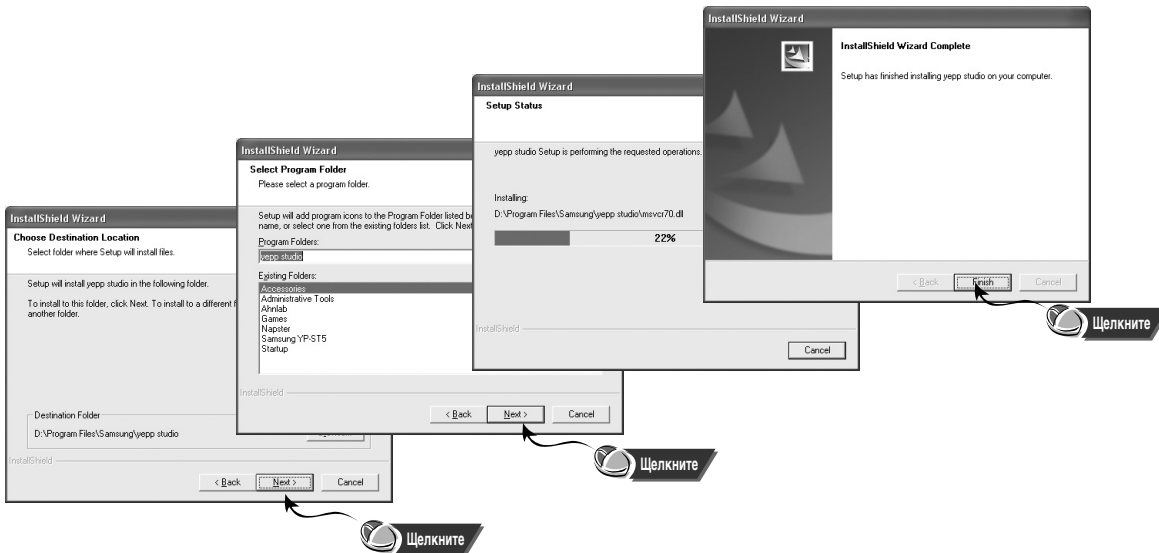 InstallShield Wizard
Choose Destination Location
Select folder where Setup will install files.
Setup will install yepp studio in the following folder.
To install to this folder, click Next. To install to a different f
another folder.
Destination Folder
D:\Program Files\Samsung\yepp studio
InstallShield
< Back
Next >
Cancel
Щелкните
InstallShield Wizard
Select Program Folder
Please select a program folder.
Setup will add program icons to the Program Folder listed be
name, or select one from the existing folders list. Click Next
Program Folders:
yepp studio
Existing Folders:
Accessories
Administrative Tools
Ahnlab
Games
Napster
Samsung YP-ST5
Startup
InstallShield
< Back
Next >
Cancel
Щелкните
InstallShield Wizard
Setup Status
yepp studio Setup is performing the requested operations.
Installing:
D:\Program Files\Samsung\yepp studio\msvcr70.dll
22%
InstallShield
Cancel
InstallShield Wizard
InstallShield Wizard Complete
Setup has finished installing yepp studio on your computer.
< Back
Finish
Cancel
Щелкните